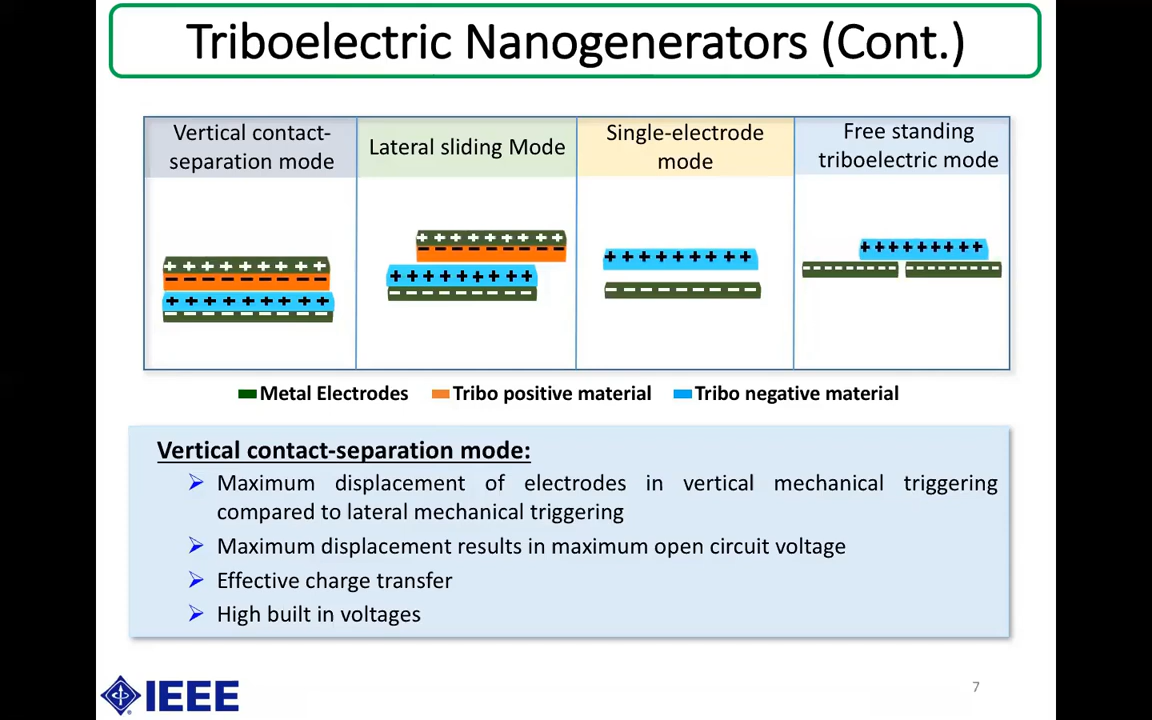 Triboelectric Nanogenerators (Cont.)
Vertical contact-
separation mode
Lateral sliding Mode
Single-electrode
mode
Free standing
triboelectric mode
+ + + + + + + + +
− − − − − − − − −
+ + + + + + + + +
− − − − − − − − −
+ + + + + + + + +
− − − − − − − − −
+ + + + + + + + +
− − − − − − − − −
+ + + + + + + + +
− − − − − − − − −
+ + + + + + + + +
− − − − − − − − − − − − − − − − − −
Metal Electrodes
Tribo positive material
Tribo negative material
Vertical contact-separation mode:
➢ Maximum displacement of electrodes in vertical mechanical triggering
compared to lateral mechanical triggering
➢ Maximum displacement results in maximum open circuit voltage
➢ Effective charge transfer
➢ High built in voltages
IEEE
7